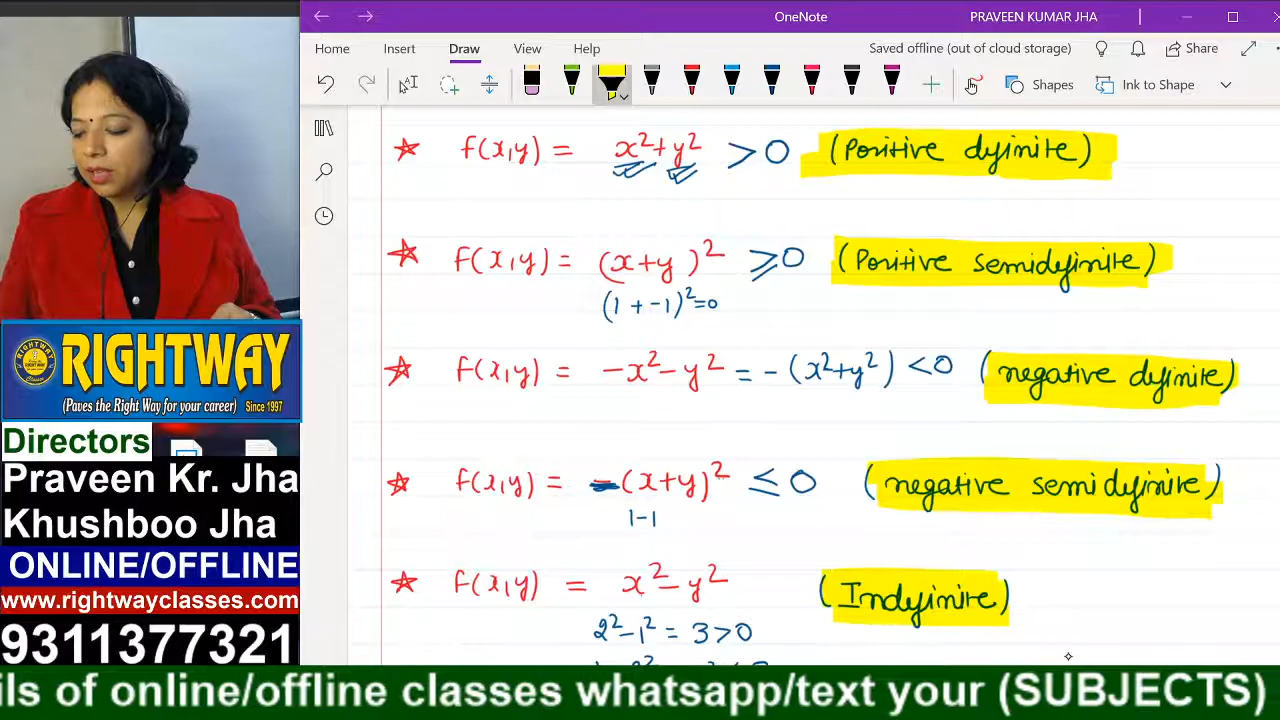 OneNote
PRAVEEN KUMAR JHA
Home Insert Draw View Help
Saved offline (out of cloud storage)
Share
Shapes
Ink to Shape
☆ f(x,y) = x²+y² >0 (Positive definite)
☆ f(x,y) = (x+y)² ≥0 (Positive semidefinite)
(1 + -1)²=0
☆ f(x,y) = -x²-y² = -(x²+y²) <0 (negative definite)
☆ f(x,y) = -(x+y)² ≤0 (negative semidefinite)
1-1
☆ f(x,y) = x²-y² (Indefinite)
2²-1² = 3>0
RIGHTWAY
(Paves the Right Way for your career) Since 1997
Directors
Praveen Kr. Jha
Khushboo Jha
ONLINE/OFFLINE
www.rightwayclasses.com
9311377321
ils of online/offline classes whatsapp/text your (SUBJECTS)